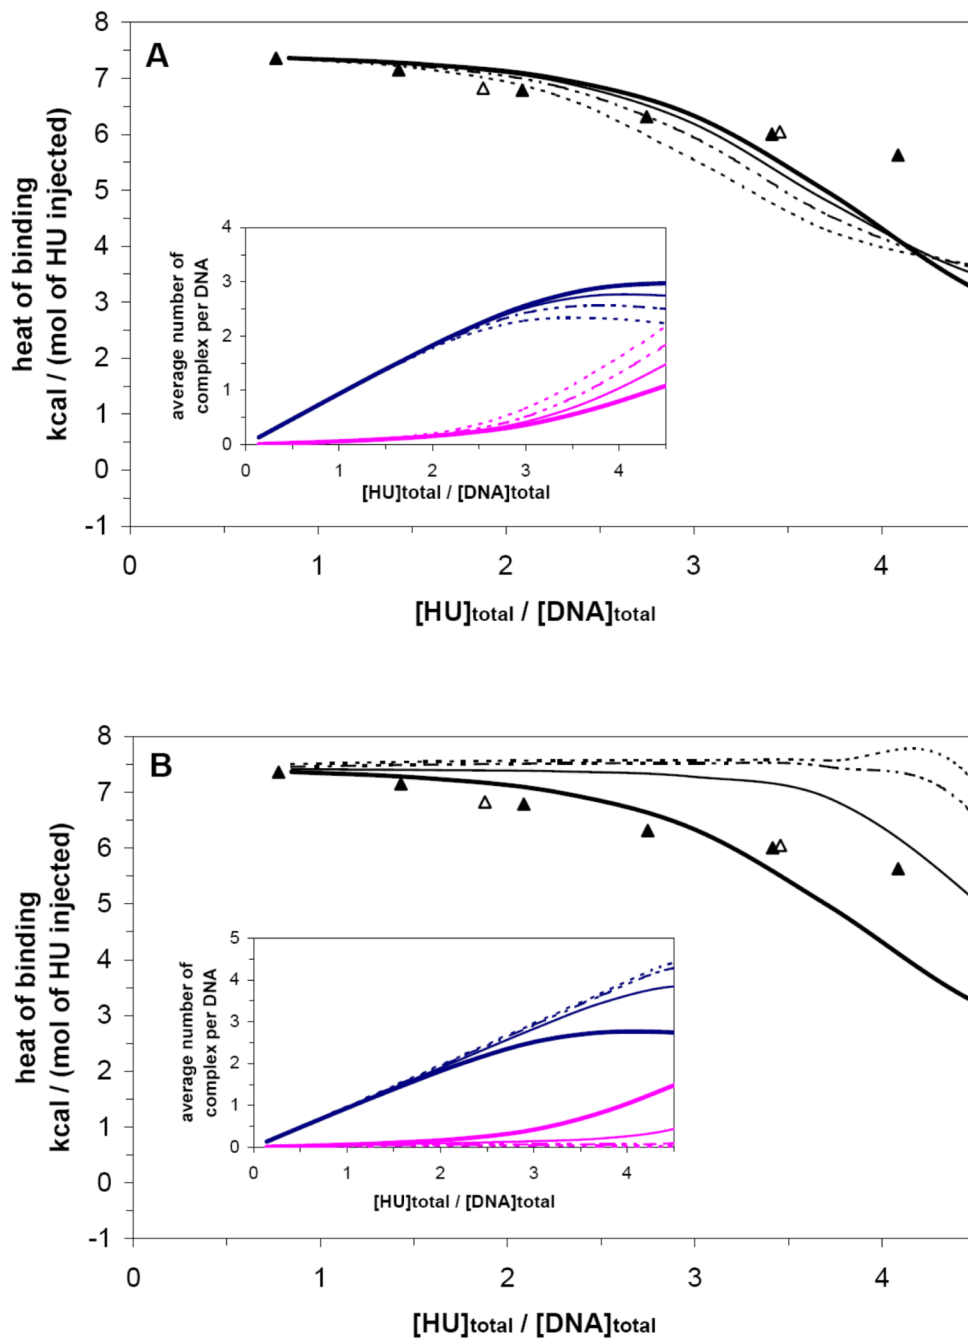 A
8
7
6
5
4
3
2
1
0
-1
heat of binding
kcal / (mol of HU injected)
4
3
2
1
0
average number of
complex per DNA
0 1 2 3 4
[HU]total / [DNA]total
0 1 2 3 4
[HU]total / [DNA]total
B
8
7
6
5
4
3
2
1
0
-1
heat of binding
kcal / (mol of HU injected)
5
4
3
2
1
0
average number of
complex per DNA
0 1 2 3 4
[HU]total / [DNA]total
0 1 2 3 4
[HU]total / [DNA]total